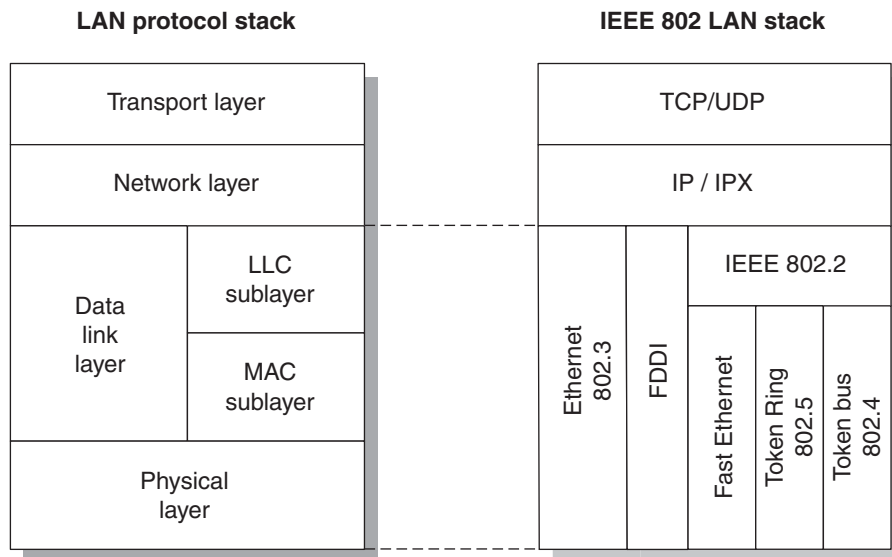 LAN protocol stack
Transport layer
Network layer
Data
link
layer
LLC
sublayer
MAC
sublayer
Physical
layer
IEEE 802 LAN stack
TCP/UDP
IP / IPX
Ethernet
802.3
FDDI
IEEE 802.2
Fast Ethernet
Token Ring
802.5
Token bus
802.4